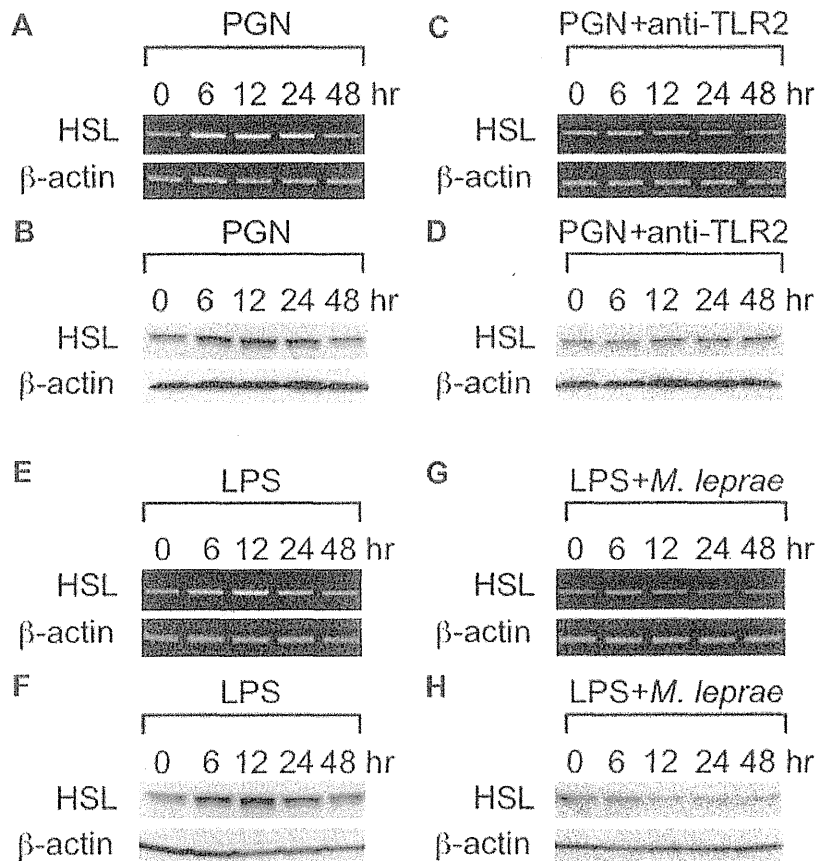 A
PGN
0 6 12 24 48 hr
HSL
β-actin
B
PGN
0 6 12 24 48 hr
HSL
β-actin
C
PGN+anti-TLR2
0 6 12 24 48 hr
HSL
β-actin
D
PGN+anti-TLR2
0 6 12 24 48 hr
HSL
β-actin
E
LPS
0 6 12 24 48 hr
HSL
β-actin
F
LPS
0 6 12 24 48 hr
HSL
β-actin
G
LPS+M. leprae
0 6 12 24 48 hr
HSL
β-actin
H
LPS+M. leprae
0 6 12 24 48 hr
HSL
β-actin